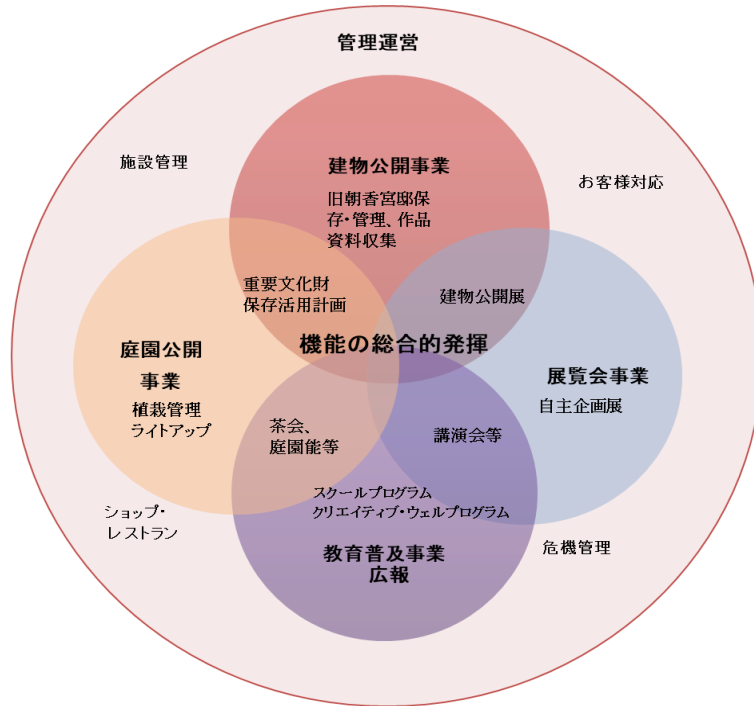 管理運営
施設管理
お客様対応
建物公開事業
旧朝香宮邸保
存・管理、作品
資料収集
重要文化財
保存活用計画
建物公開展
機能の総合的発揮
庭園公開
事業
植栽管理
ライトアップ
展覧会事業
自主企画展
茶会、
庭園能等
講演会等
スクールプログラム
クリエイティブ・ウェルプログラム
ショップ・
レストラン
教育普及事業
広報
危機管理